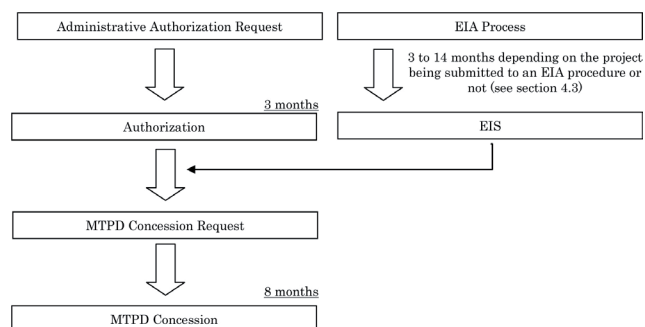 Administrative Authorization Request
EIA Process
3 to 14 months depending on the project
being submitted to an EIA procedure or
not (see section 4.3)
3 months
Authorization
EIS
MTPD Concession Request
8 months
MTPD Concession